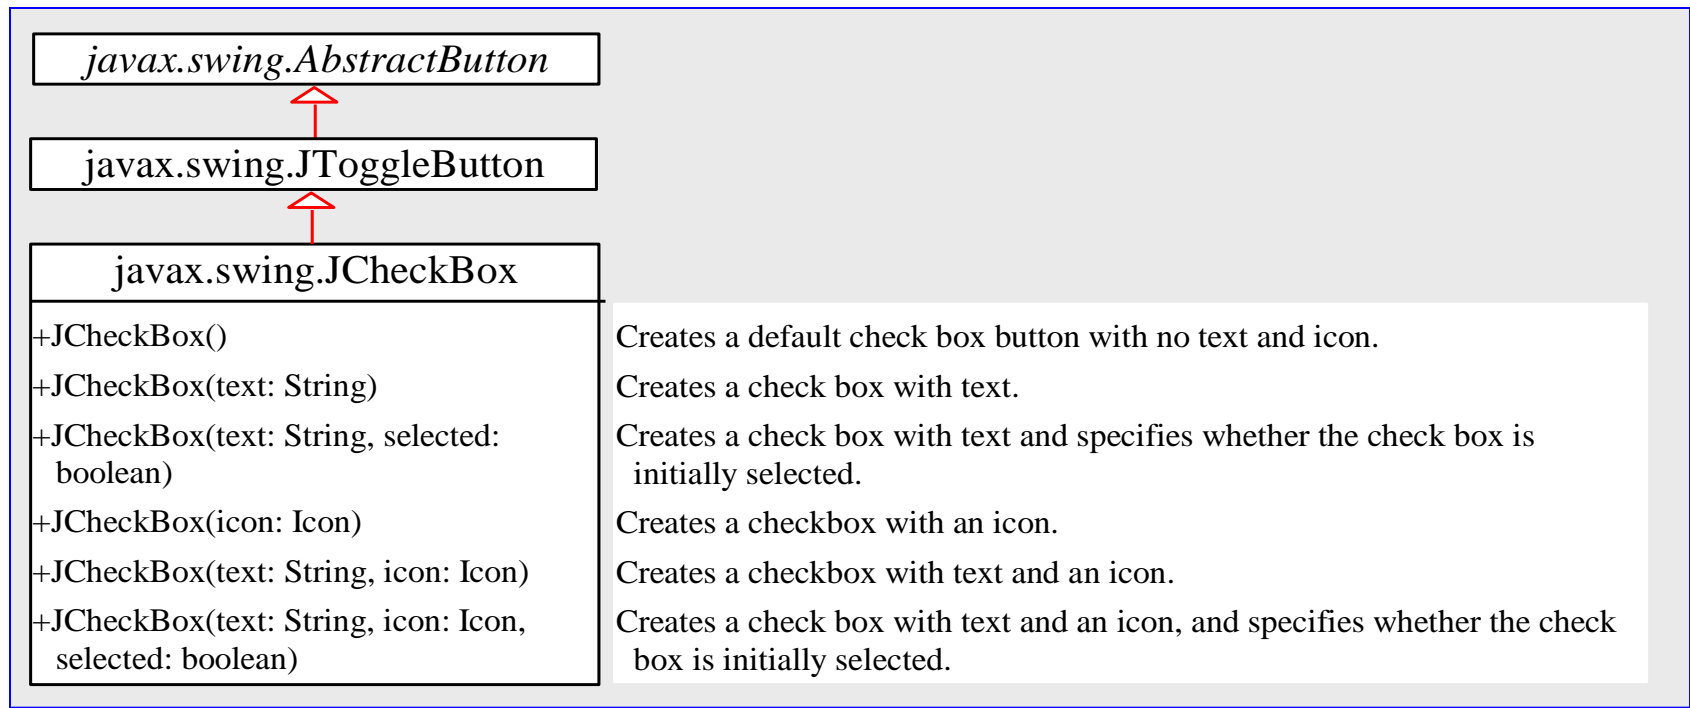 javax.swing.AbstractButton
javax.swing.JToggleButton
javax.swing.JCheckBox
+JCheckBox()
Creates a default check box button with no text and icon.
+JCheckBox(text: String)
Creates a check box with text.
+JCheckBox(text: String, selected:
boolean)
Creates a check box with text and specifies whether the check box is
initially selected.
+JCheckBox(icon: Icon)
Creates a checkbox with an icon.
+JCheckBox(text: String, icon: Icon)
Creates a checkbox with text and an icon.
+JCheckBox(text: String, icon: Icon,
selected: boolean)
Creates a check box with text and an icon, and specifies whether the check
box is initially selected.